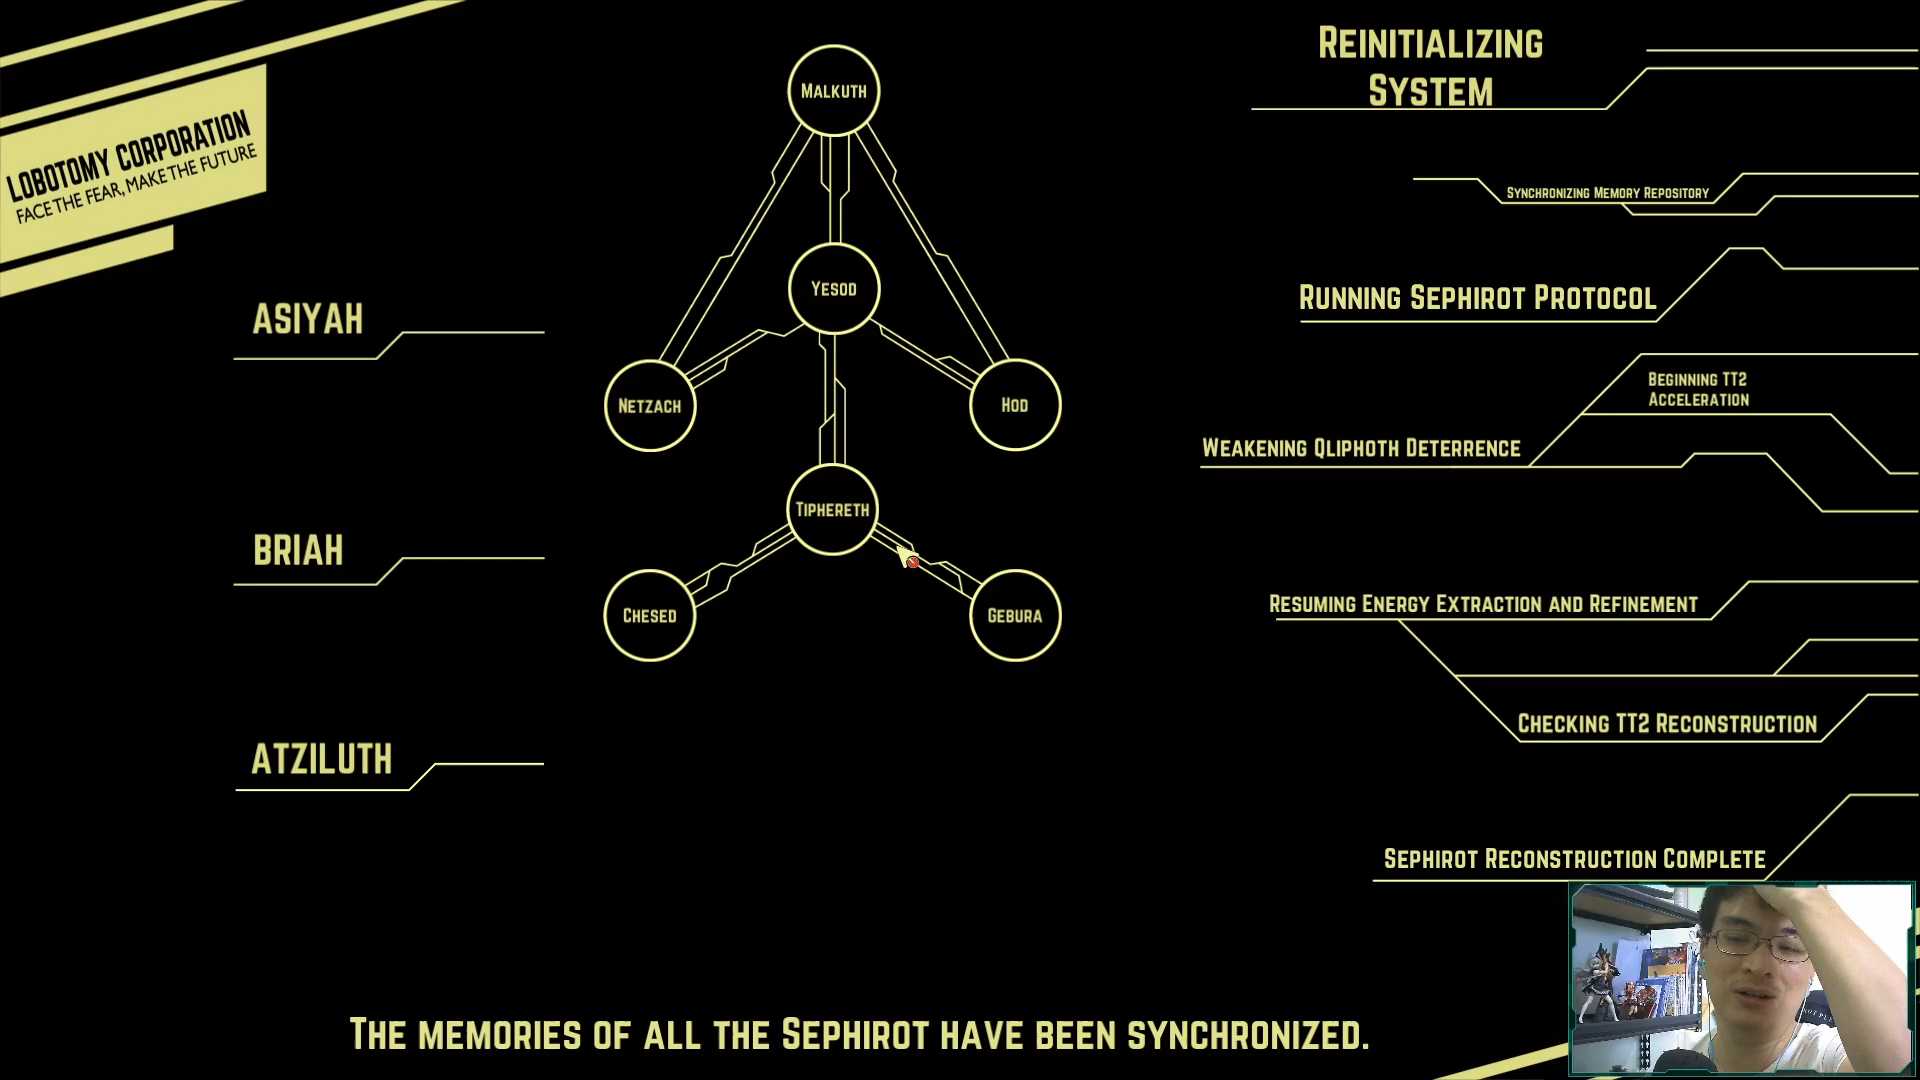 LOBOTOMY CORPORATION
FACE THE FEAR, MAKE THE FUTURE
ASIYAH
BRIAH
ATZILUTH
MALKUTH
YESOD
NETZACH
HOD
TIPHERETH
CHESED
GEBURA
REINITIALIZING
SYSTEM
SYNCHRONIZING MEMORY REPOSITORY
RUNNING SEPHIROT PROTOCOL
BEGINNING TT2
ACCELERATION
WEAKENING QLIPHOTH DETERRENCE
RESUMING ENERGY EXTRACTION AND REFINEMENT
CHECKING TT2 RECONSTRUCTION
SEPHIROT RECONSTRUCTION COMPLETE
THE MEMORIES OF ALL THE SEPHIROT HAVE BEEN SYNCHRONIZED.